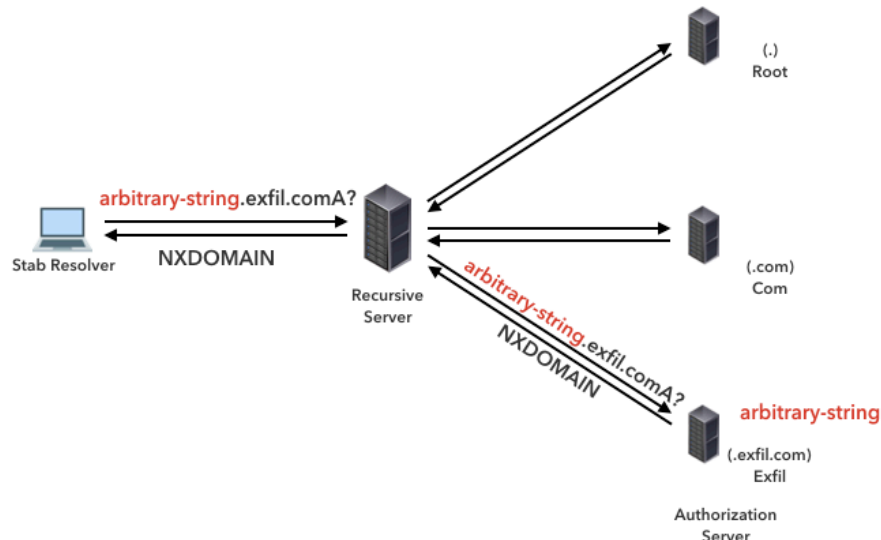 (.)
Root
arbitrary-string.exfil.comA?
NXDOMAIN
Stab Resolver
Recursive
Server
(.com)
Com
arbitrary-string.exfil.comA?
NXDOMAIN
arbitrary-string
(.exfil.com)
Exfil
Authorization
Server